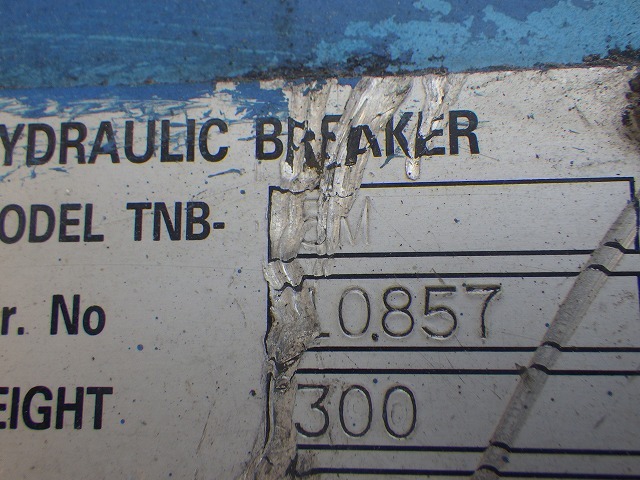 YDRAULIC BREAKER
ODEL TNB- M
r. No 10857
EIGHT 300